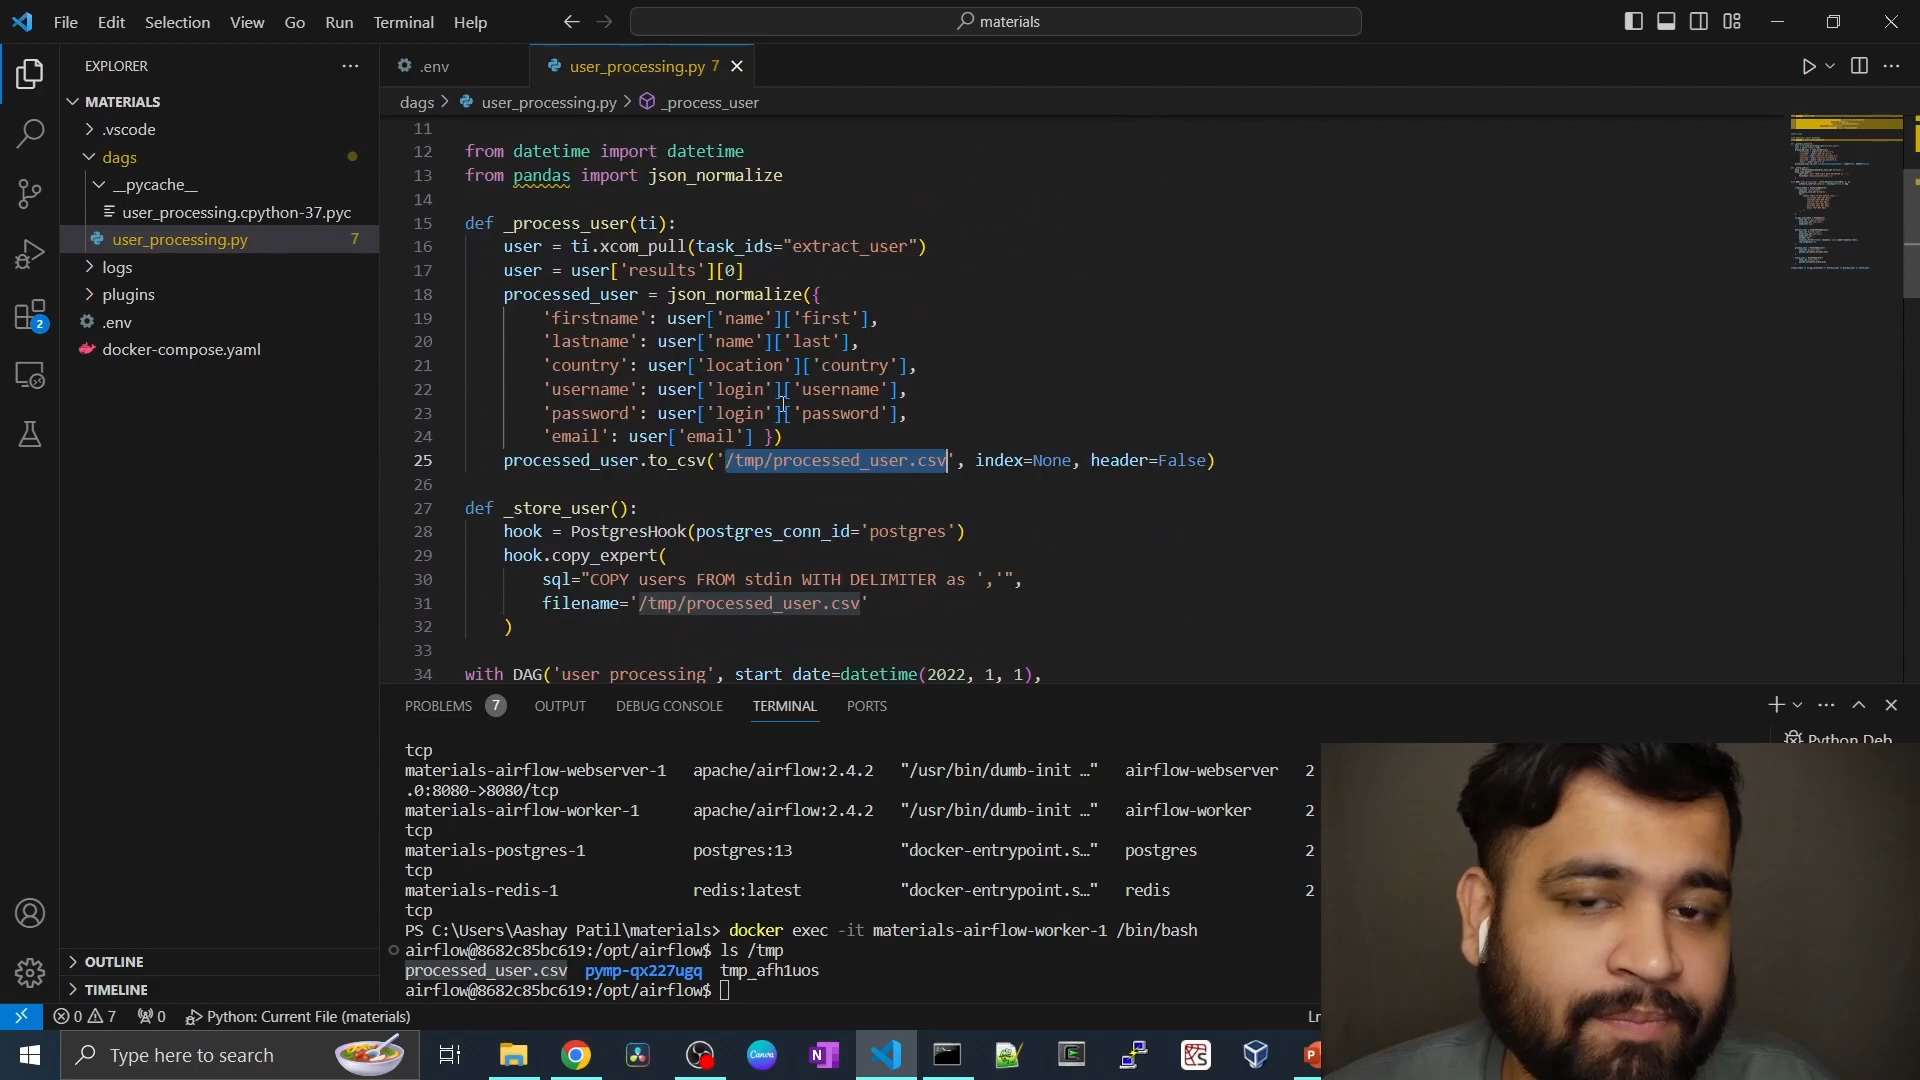 File Edit Selection View Go Run Terminal Help
materials
EXPLORER
MATERIALS
.vscode
dags
__pycache__
user_processing.cpython-37.pyc
user_processing.py 7
logs
plugins
.env
docker-compose.yaml
2
OUTLINE
TIMELINE
.env
user_processing.py 7
dags > user_processing.py > _process_user
11
12 from datetime import datetime
13 from pandas import json_normalize
14
15 def _process_user(ti):
16 user = ti.xcom_pull(task_ids="extract_user")
17 user = user['results'][0]
18 processed_user = json_normalize({
19 'firstname': user['name']['first'],
20 'lastname': user['name']['last'],
21 'country': user['location']['country'],
22 'username': user['login']['username'],
23 'password': user['login']['password'],
24 'email': user['email'] })
25 processed_user.to_csv('/tmp/processed_user.csv', index=None, header=False)
26
27 def _store_user():
28 hook = PostgresHook(postgres_conn_id='postgres')
29 hook.copy_expert(
30 sql="COPY users FROM stdin WITH DELIMITER as ','",
31 filename='/tmp/processed_user.csv'
32 )
33
34 with DAG('user_processing', start_date=datetime(2022, 1, 1),
PROBLEMS 7 OUTPUT DEBUG CONSOLE TERMINAL PORTS
Python Deb
tcp
materials-airflow-webserver-1 apache/airflow:2.4.2 "/usr/bin/dumb-init …" airflow-webserver 2
.0:8080->8080/tcp
materials-airflow-worker-1 apache/airflow:2.4.2 "/usr/bin/dumb-init …" airflow-worker 2
tcp
materials-postgres-1 postgres:13 "docker-entrypoint.s…" postgres 2
tcp
materials-redis-1 redis:latest "docker-entrypoint.s…" redis 2
tcp
PS C:\Users\Aashay Patil\materials> docker exec -it materials-airflow-worker-1 /bin/bash
airflow@8682c85bc619:/opt/airflow$ ls /tmp
processed_user.csv pymp-qx227ugq tmp_afh1uos
airflow@8682c85bc619:/opt/airflow$
0 7 0 Python: Current File (materials) Ln
Type here to search Canva N